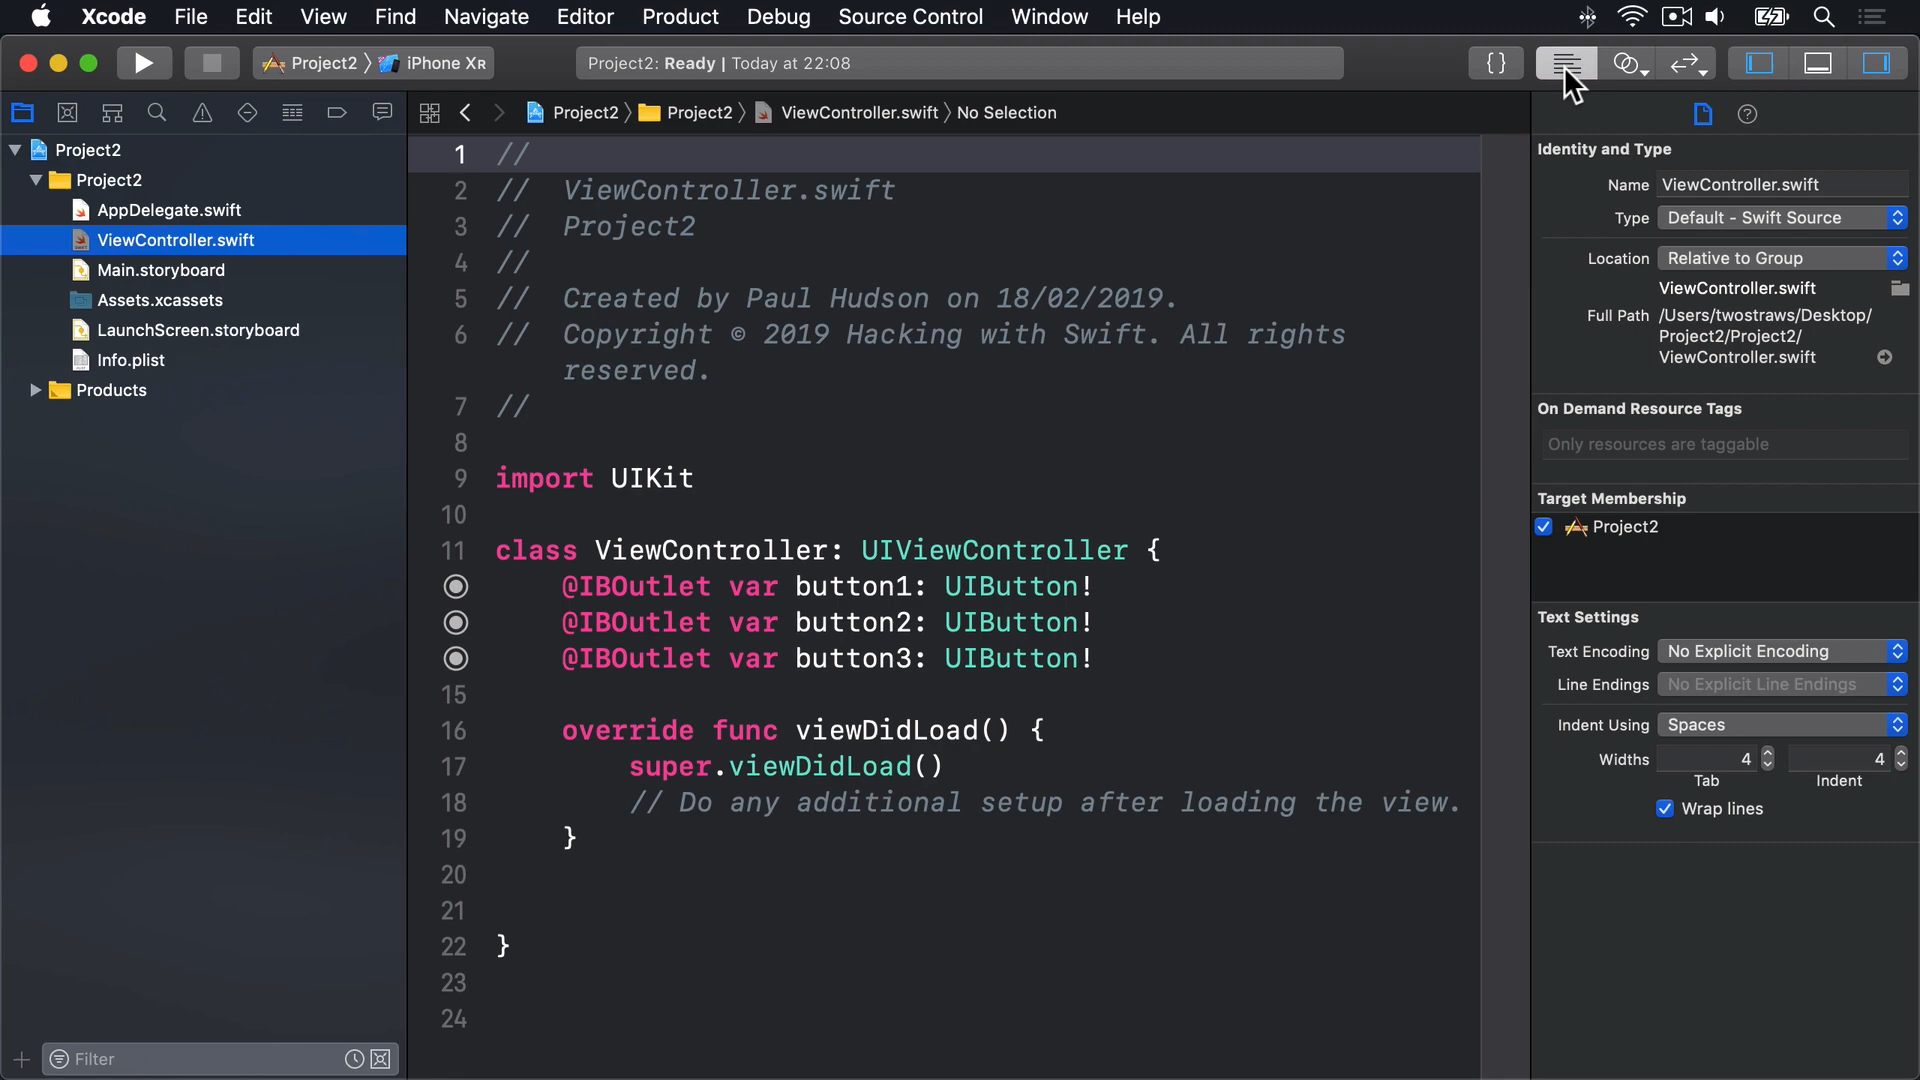 Xcode File Edit View Find Navigate Editor Product Debug Source Control Window Help
Project2 〉 iPhone XR
Project2: Ready | Today at 22:08
{ }
Project2 〉 Project2 〉 ViewController.swift 〉 No Selection
Project2
Project2
AppDelegate.swift
ViewController.swift
Main.storyboard
Assets.xcassets
LaunchScreen.storyboard
Info.plist
Products
Filter
1 //
2 //  ViewController.swift
3 //  Project2
4 //
5 //  Created by Paul Hudson on 18/02/2019.
6 //  Copyright © 2019 Hacking with Swift. All rights
reserved.
7 //
8
9 import UIKit
10
11 class ViewController: UIViewController {
@IBOutlet var button1: UIButton!
@IBOutlet var button2: UIButton!
@IBOutlet var button3: UIButton!
15
16 override func viewDidLoad() {
17 super.viewDidLoad()
18 // Do any additional setup after loading the view.
19 }
20
21
22 }
23
24
Identity and Type
Name ViewController.swift
Type Default - Swift Source
Location Relative to Group
ViewController.swift
Full Path /Users/twostraws/Desktop/
Project2/Project2/
ViewController.swift
On Demand Resource Tags
Only resources are taggable
Target Membership
Project2
Text Settings
Text Encoding No Explicit Encoding
Line Endings No Explicit Line Endings
Indent Using Spaces
Widths 4 4
Tab Indent
Wrap lines